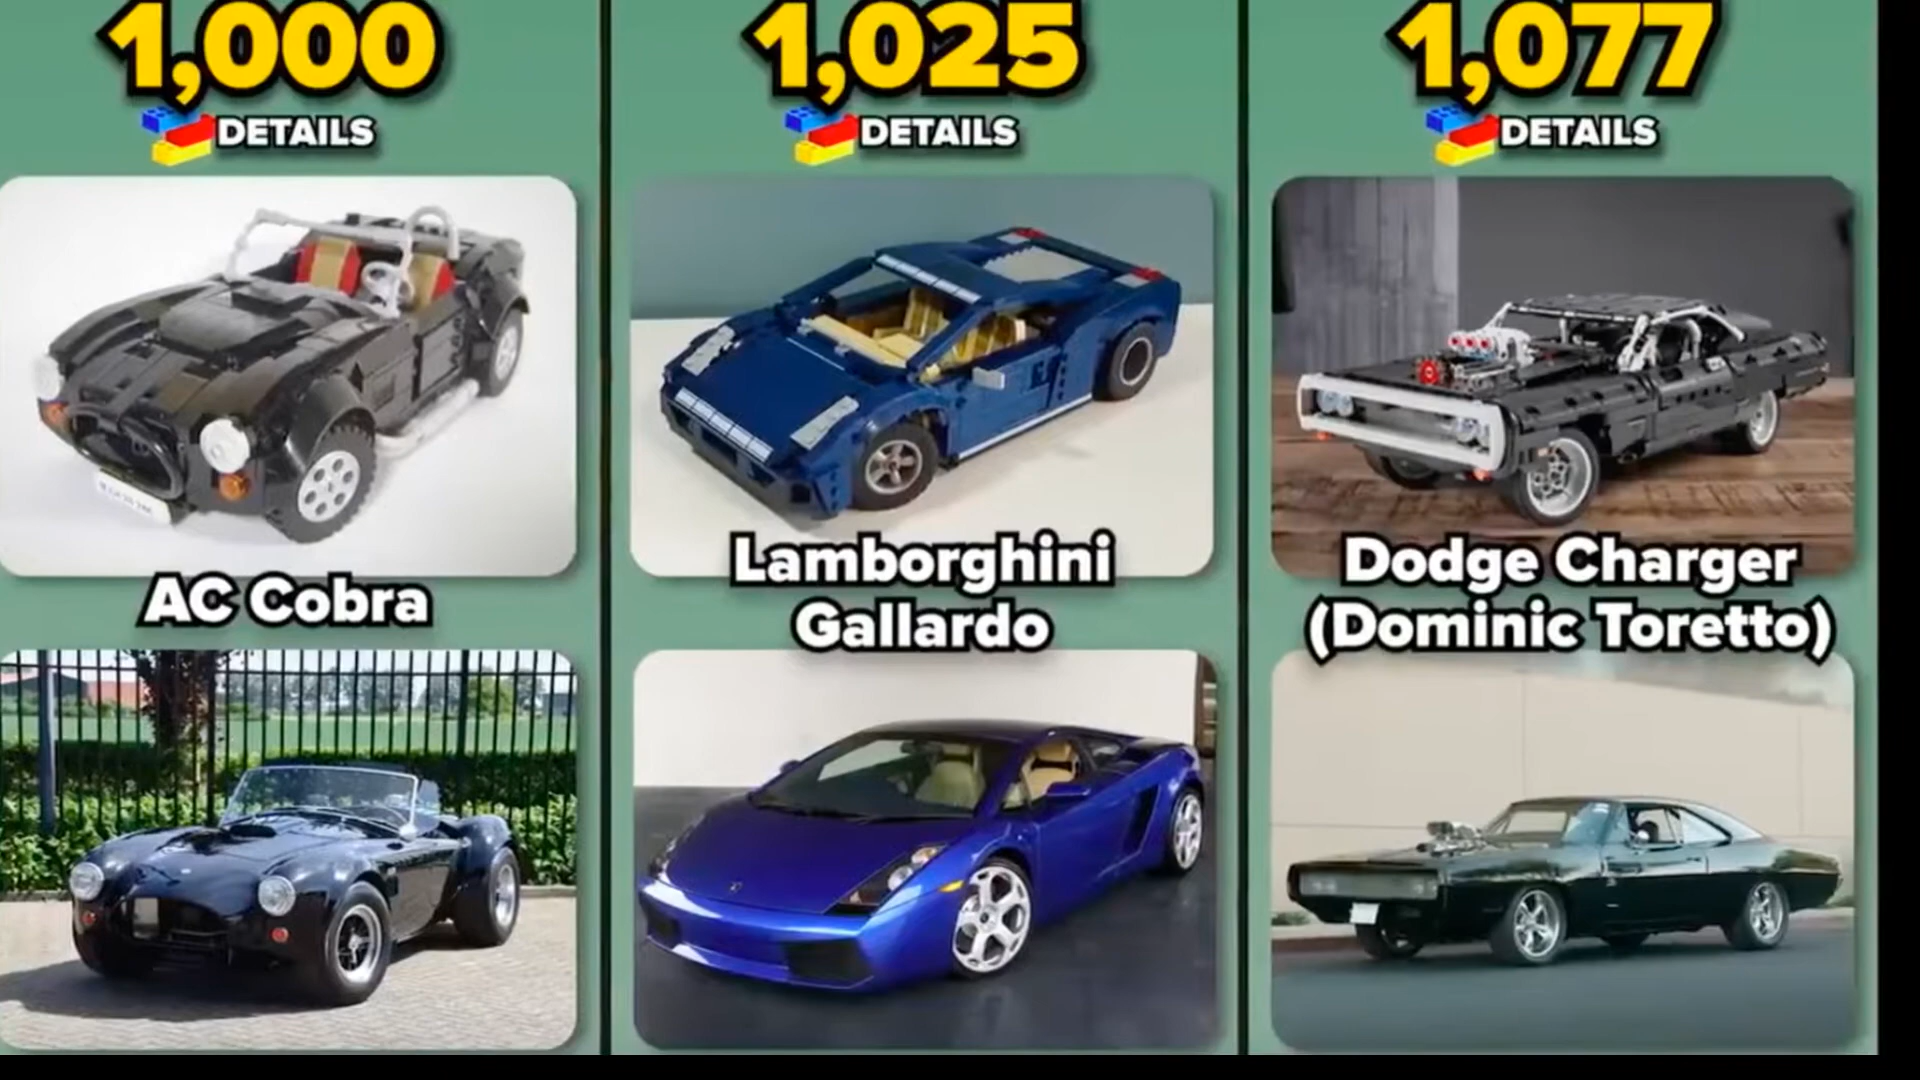 1,000
DETAILS
AC Cobra
1,025
DETAILS
Lamborghini
Gallardo
1,077
DETAILS
Dodge Charger
(Dominic Toretto)